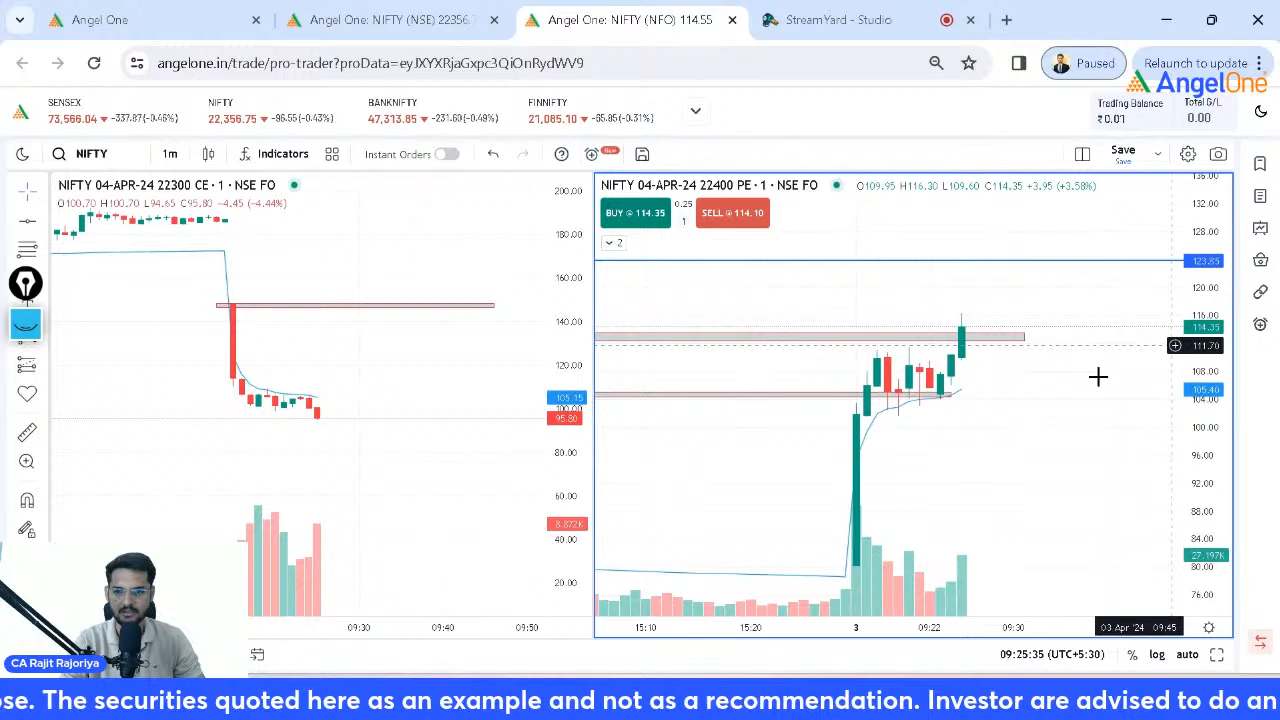 Angel One
Angel One: NIFTY (NSE) 22356.
Angel One: NIFTY (NFO) 114.55
StreamYard - Studio
angelone.in/trade/pro-trader?proData=eyJXYXRjaGxpc3QiOnRydWV9
Paused
Relaunch to update
AngelOne
SENSEX
73,566.04 -337.87(-0.46%)
NIFTY
22,356.75 -96.55(-0.43%)
BANKNIFTY
47,313.85 -231.60(-0.49%)
FINNIFTY
21,085.10 -65.85(-0.31%)
Trading Balance
₹0.01
Total G/L
0.00
NIFTY
1m
Indicators
Instant Orders
New
Save
Save
NIFTY 04-APR-24 22300 CE · 1 · NSE FO
O100.70 H100.70 L94.65 C95.80 -4.45 (-4.44%)
200.00
180.00
160.00
140.00
120.00
105.15
100.00
95.80
80.00
60.00
8.872K
40.00
20.00
09:30
09:40
09:50
NIFTY 04-APR-24 22400 PE · 1 · NSE FO
O109.95 H116.30 L109.60 C114.35 +3.95 (+3.58%)
BUY @ 114.35
0.25
1
SELL @ 114.10
2
136.00
132.00
128.00
123.85
120.00
116.00
114.35
111.70
108.00
105.40
104.00
100.00
96.00
92.00
88.00
84.00
27.197K
80.00
76.00
15:10
15:20
3
09:22
09:30
03 Apr '24 09:45
09:25:35 (UTC+5:30)
%
log
auto
CA Rajit Rajoriya
ose. The securities quoted here as an example and not as a recommendation. Investor are advised to do an